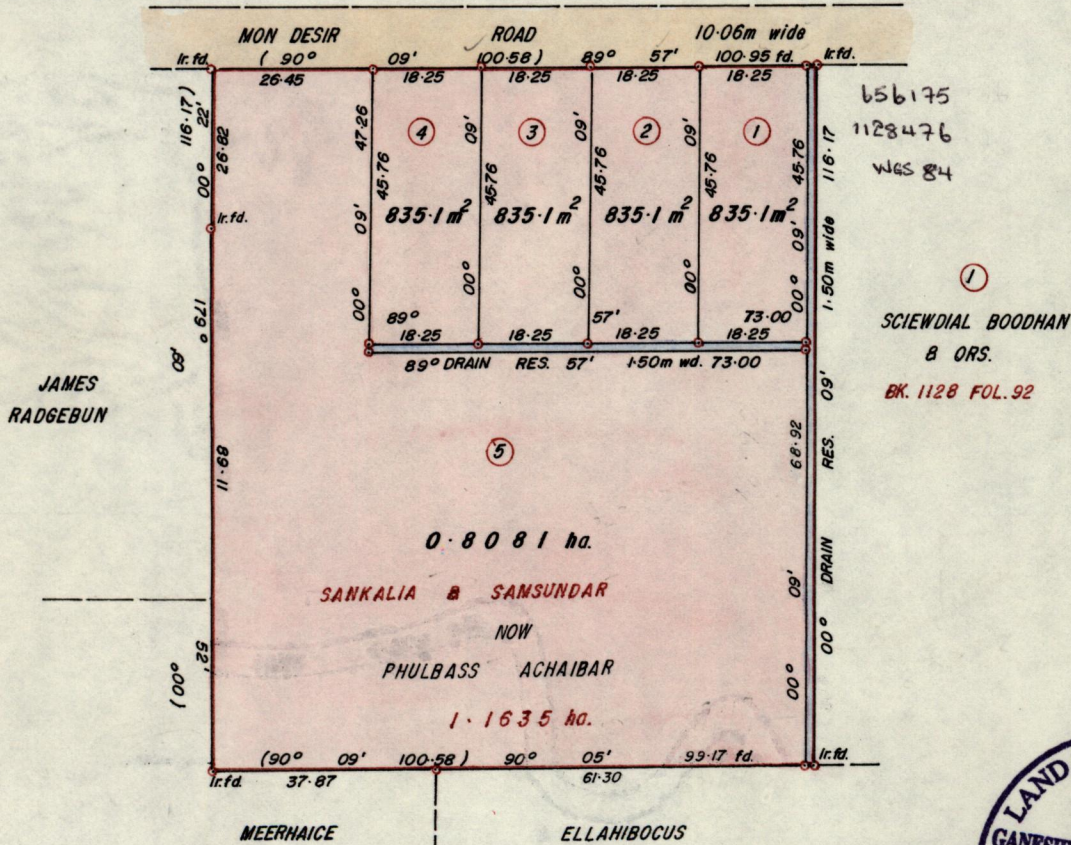 MON DESIR ROAD 10·06m wide
Ir.fd. ( 90° 09' 100·58 ) 89° 57' 100·95 fd. Ir.fd.
26·45 18·25 18·25 18·25 18·25
116·17 )
22'
26·82
00°
Ir.fd.
179°
09'
11·68
52'
( 00°
47·26
09'
00°
45·76
09'
00°
45·76
09'
00°
45·76
09'
45·76
09'
00°
116·17
1·50m wide
4 3 2 1
835·1 m² 835·1 m² 835·1 m² 835·1 m²
656175
1128476
WGS 84
89° 57' 73·00
18·25 18·25 18·25 18·25
89° DRAIN RES. 57' 1·50m wd. 73·00
1
SCIEWDIAL BOODHAN
& ORS.
BK. 1128 FOL. 92
JAMES
RADGEBUN
68·92
09'
00°
09'
RES.
DRAIN
00°
5
0·8081 ha.
SANKALIA & SAMSUNDAR
NOW
PHULBASS ACHAIBAR
1·1635 ha.
(90° 09' 100·58 ) 90° 05' 99·17 fd.
Ir.fd. 37·87 61·30 Ir.fd.
MEERHAICE ELLAHIBOCUS
LAND